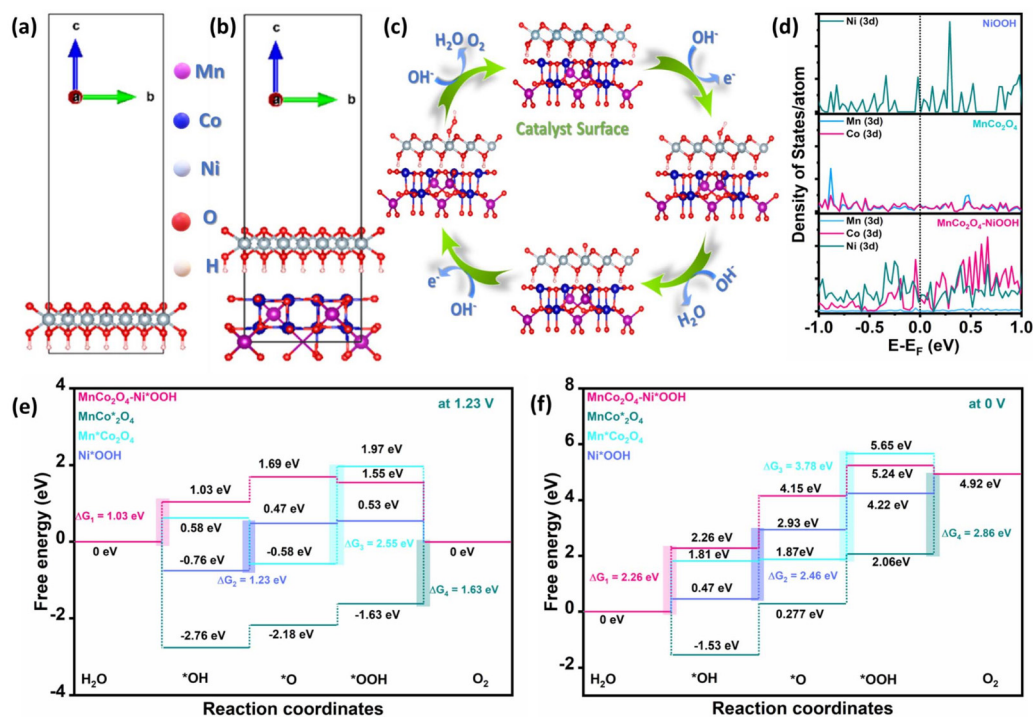 (a)
c
b
a
(b)
c
b
a
Mn
Co
Ni
O
H
(c)
H2O O2
OH-
OH-
e-
Catalyst Surface
e-
OH-
OH-
H2O
(d)
Density of States/atom
Ni (3d)
NiOOH
Mn (3d)
Co (3d)
MnCo2O4
Mn (3d)
Co (3d)
Ni (3d)
MnCo2O4-NiOOH
-1.0 -0.5 0.0 0.5 1.0
E-EF (eV)
(e)
Free energy (eV)
4
2
0
-2
-4
MnCo2O4-Ni*OOH
MnCo*2O4
Mn*Co2O4
Ni*OOH
at 1.23 V
1.97 eV
1.69 eV
1.55 eV
1.03 eV
ΔG1 = 1.03 eV
0.47 eV
0.53 eV
0.58 eV
0 eV
0 eV
-0.76 eV
-0.58 eV
ΔG3 = 2.55 eV
ΔG2 = 1.23 eV
ΔG4 = 1.63 eV
-1.63 eV
-2.18 eV
-2.76 eV
H2O *OH *O *OOH O2
Reaction coordinates
(f)
Free energy (eV)
8
6
4
2
0
-2
MnCo2O4-Ni*OOH
MnCo*2O4
Mn*Co2O4
Ni*OOH
at 0 V
5.65 eV
ΔG3 = 3.78 eV
5.24 eV
4.92 eV
4.15 eV
4.22 eV
2.93 eV
ΔG4 = 2.86 eV
2.26 eV
1.81 eV
1.87eV
2.06eV
ΔG1 = 2.26 eV
ΔG2 = 2.46 eV
0.47 eV
0.277 eV
0 eV
-1.53 eV
H2O *OH *O *OOH O2
Reaction coordinates